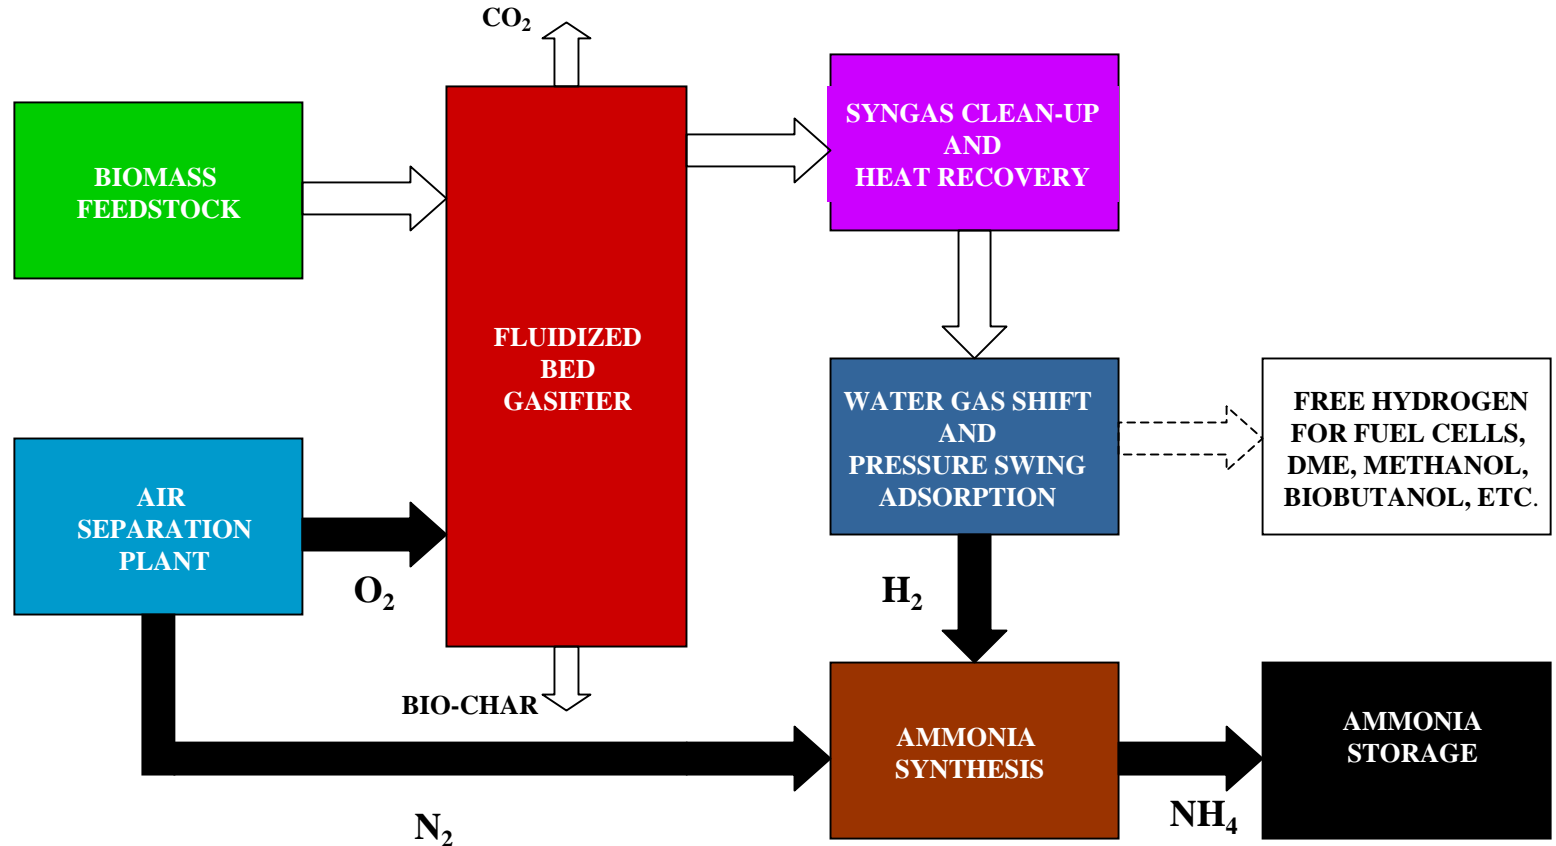 CO₂
BIOMASS
FEEDSTOCK
FLUIDIZED
BED
GASIFIER
SYNGAS CLEAN-UP
AND
HEAT RECOVERY
WATER GAS SHIFT
AND
PRESSURE SWING
ADSORPTION
FREE HYDROGEN
FOR FUEL CELLS,
DME, METHANOL,
BIOBUTANOL, ETC.
AIR
SEPARATION
PLANT
O₂
H₂
BIO-CHAR
N₂
AMMONIA
SYNTHESIS
NH₄
AMMONIA
STORAGE